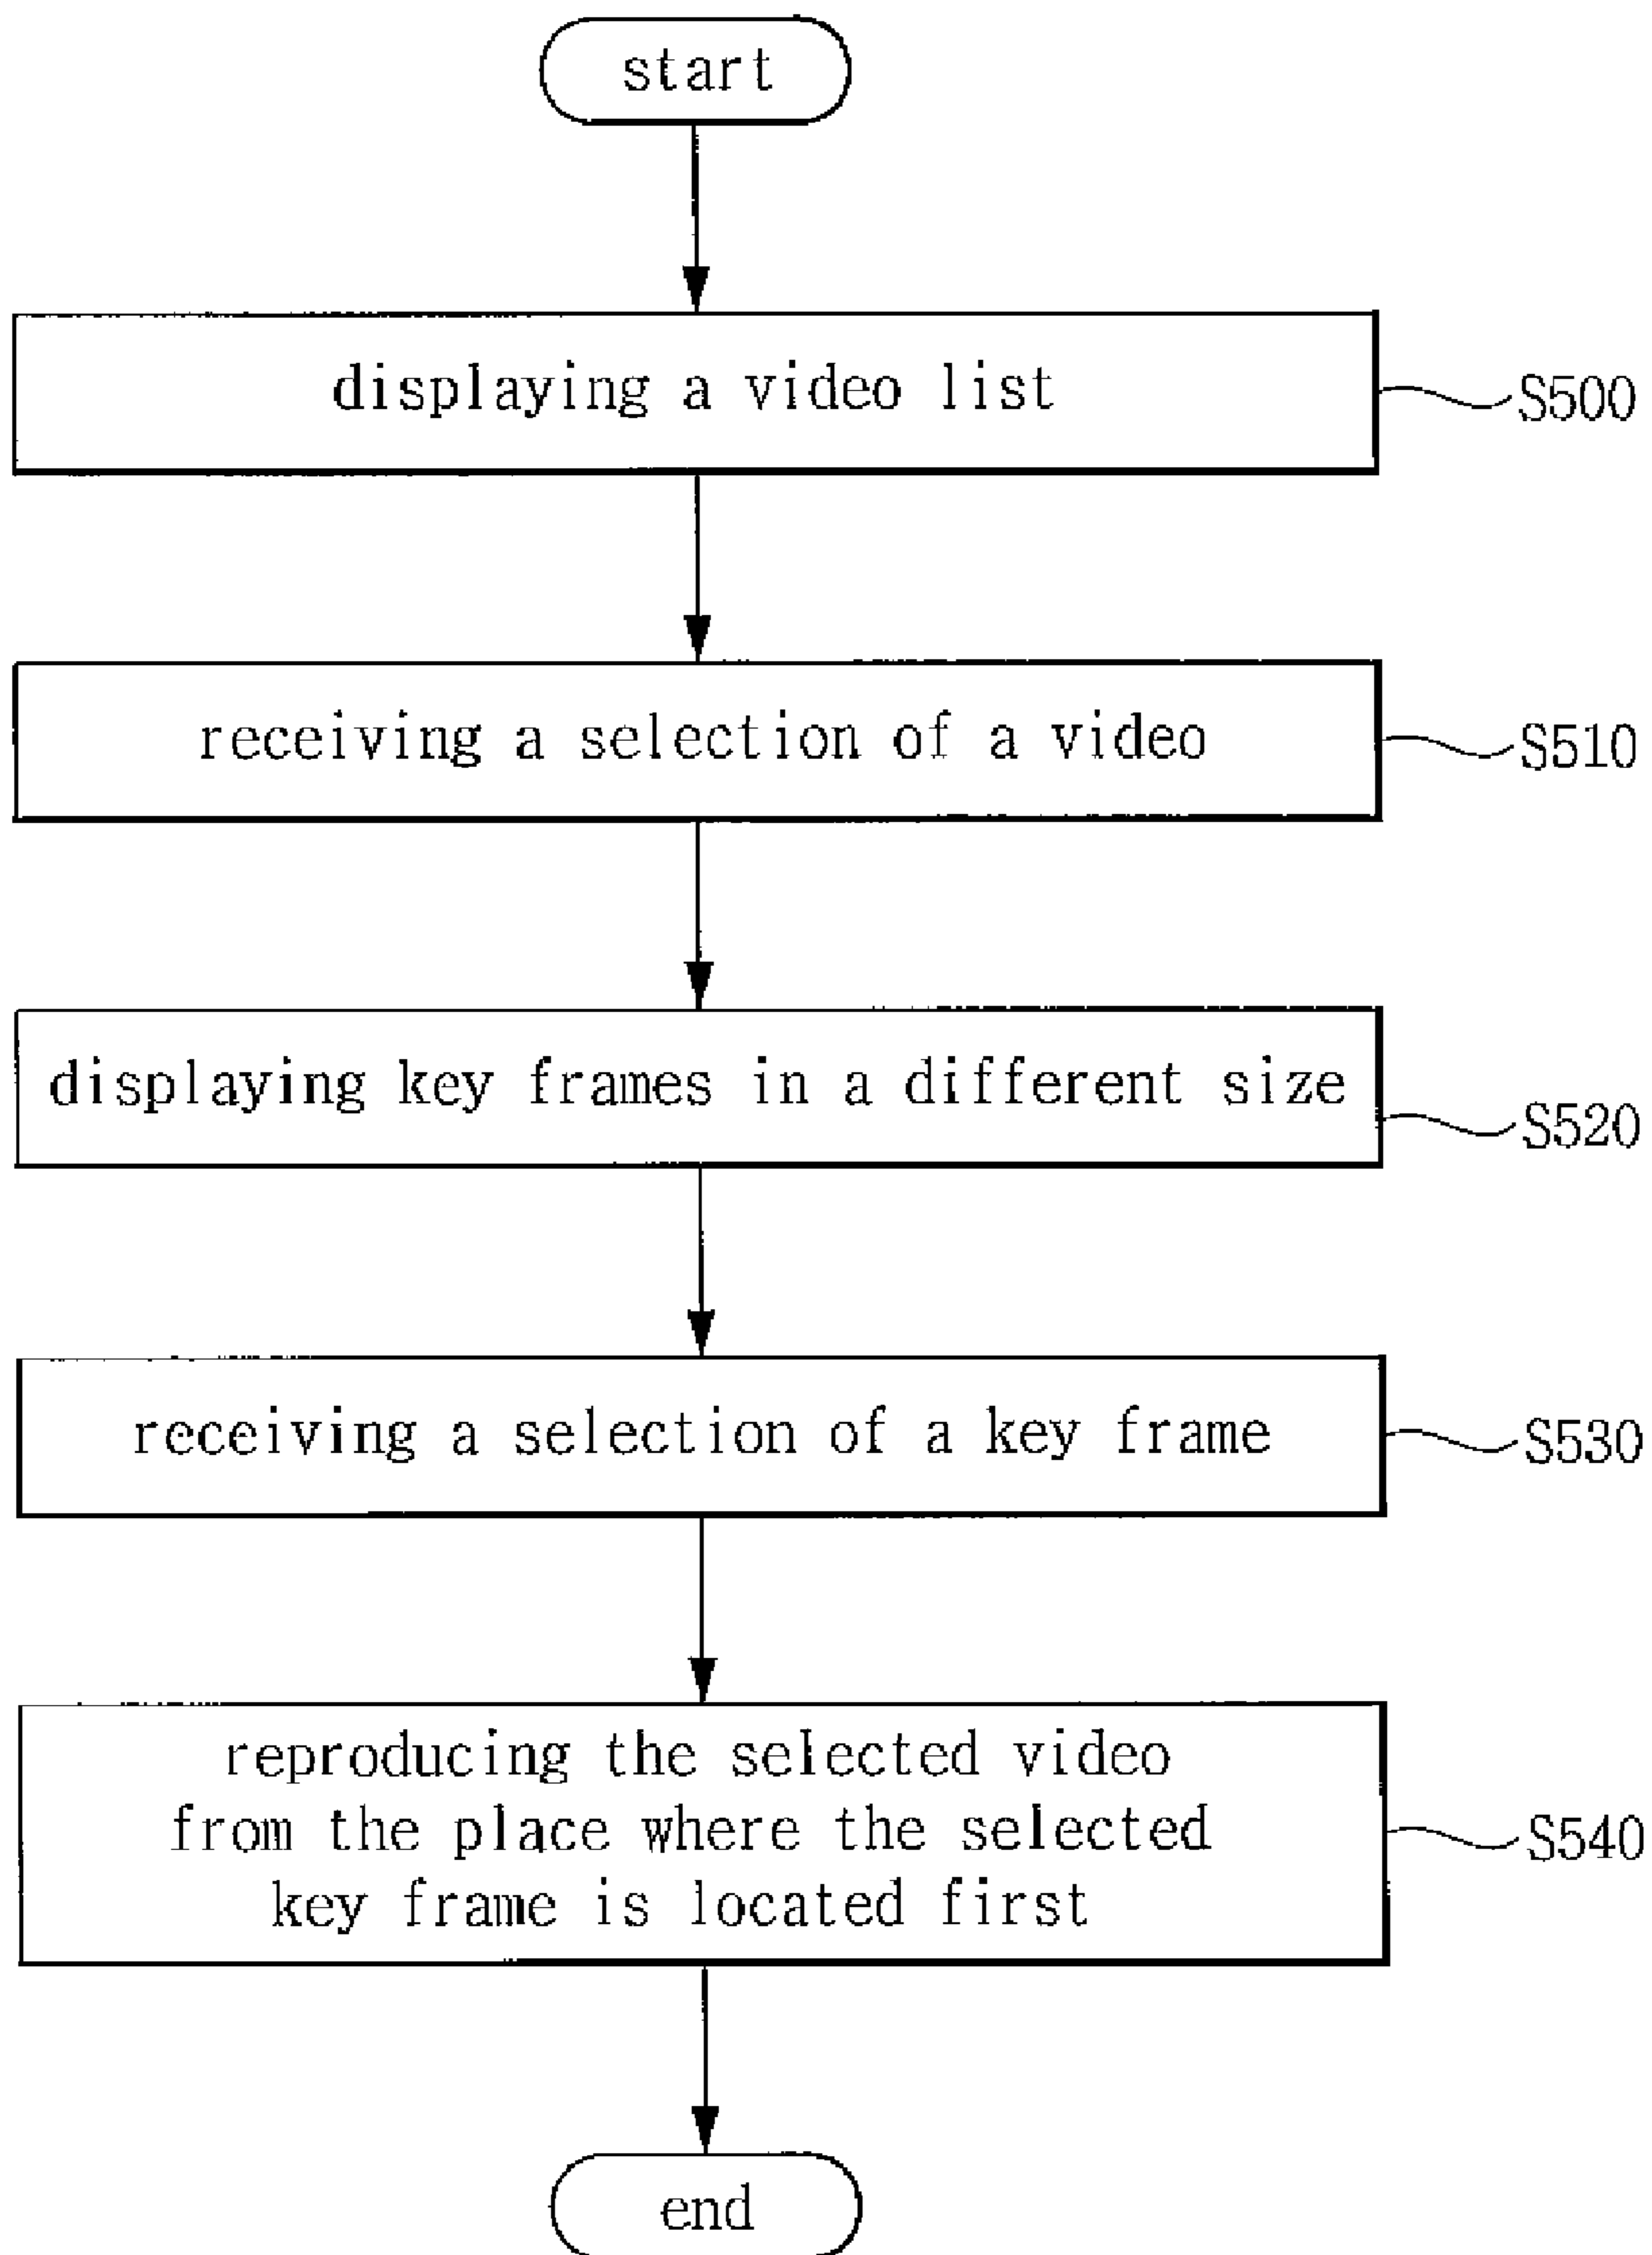 start
displaying a video list
S500
receiving a selection of a video
S510
displaying key frames in a different size
S520
receiving a selection of a key frame
S530
reproducing the selected video
from the place where the selected
key frame is located first
S540
end